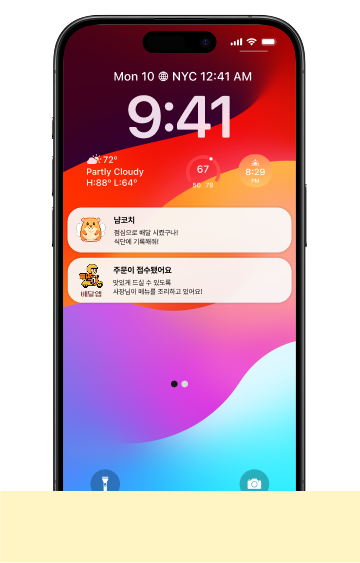 Mon 10 NYC 12:41 AM
9:41
72°
Partly Cloudy
H:88° L:64°
67
50 78
8:29
PM
냠코치
점심으로 배달 시켰구나!
식단에 기록해줘!
주문이 접수됐어요
맛있게 드실 수 있도록
사장님이 메뉴를 조리하고 있어요!
배달앱